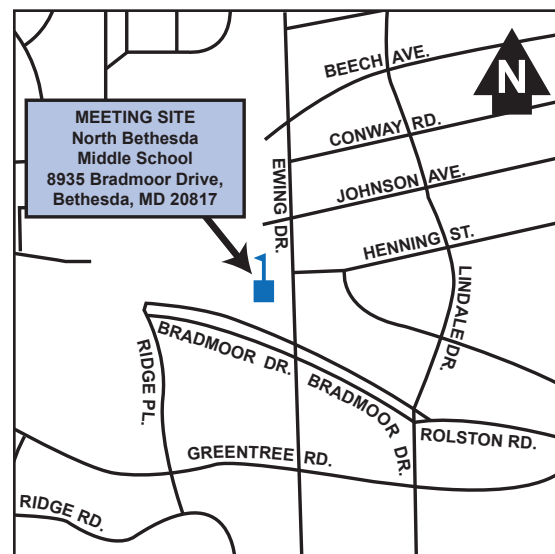 BEECH AVE.
N
MEETING SITE
North Bethesda
Middle School
8935 Bradmoor Drive,
Bethesda, MD 20817
CONWAY RD.
EWING DR.
JOHNSON AVE.
HENNING ST.
LINDALE DR.
BRADMOOR DR.
BRADMOOR DR.
RIDGE PL.
ROLSTON RD.
GREENTREE RD.
RIDGE RD.